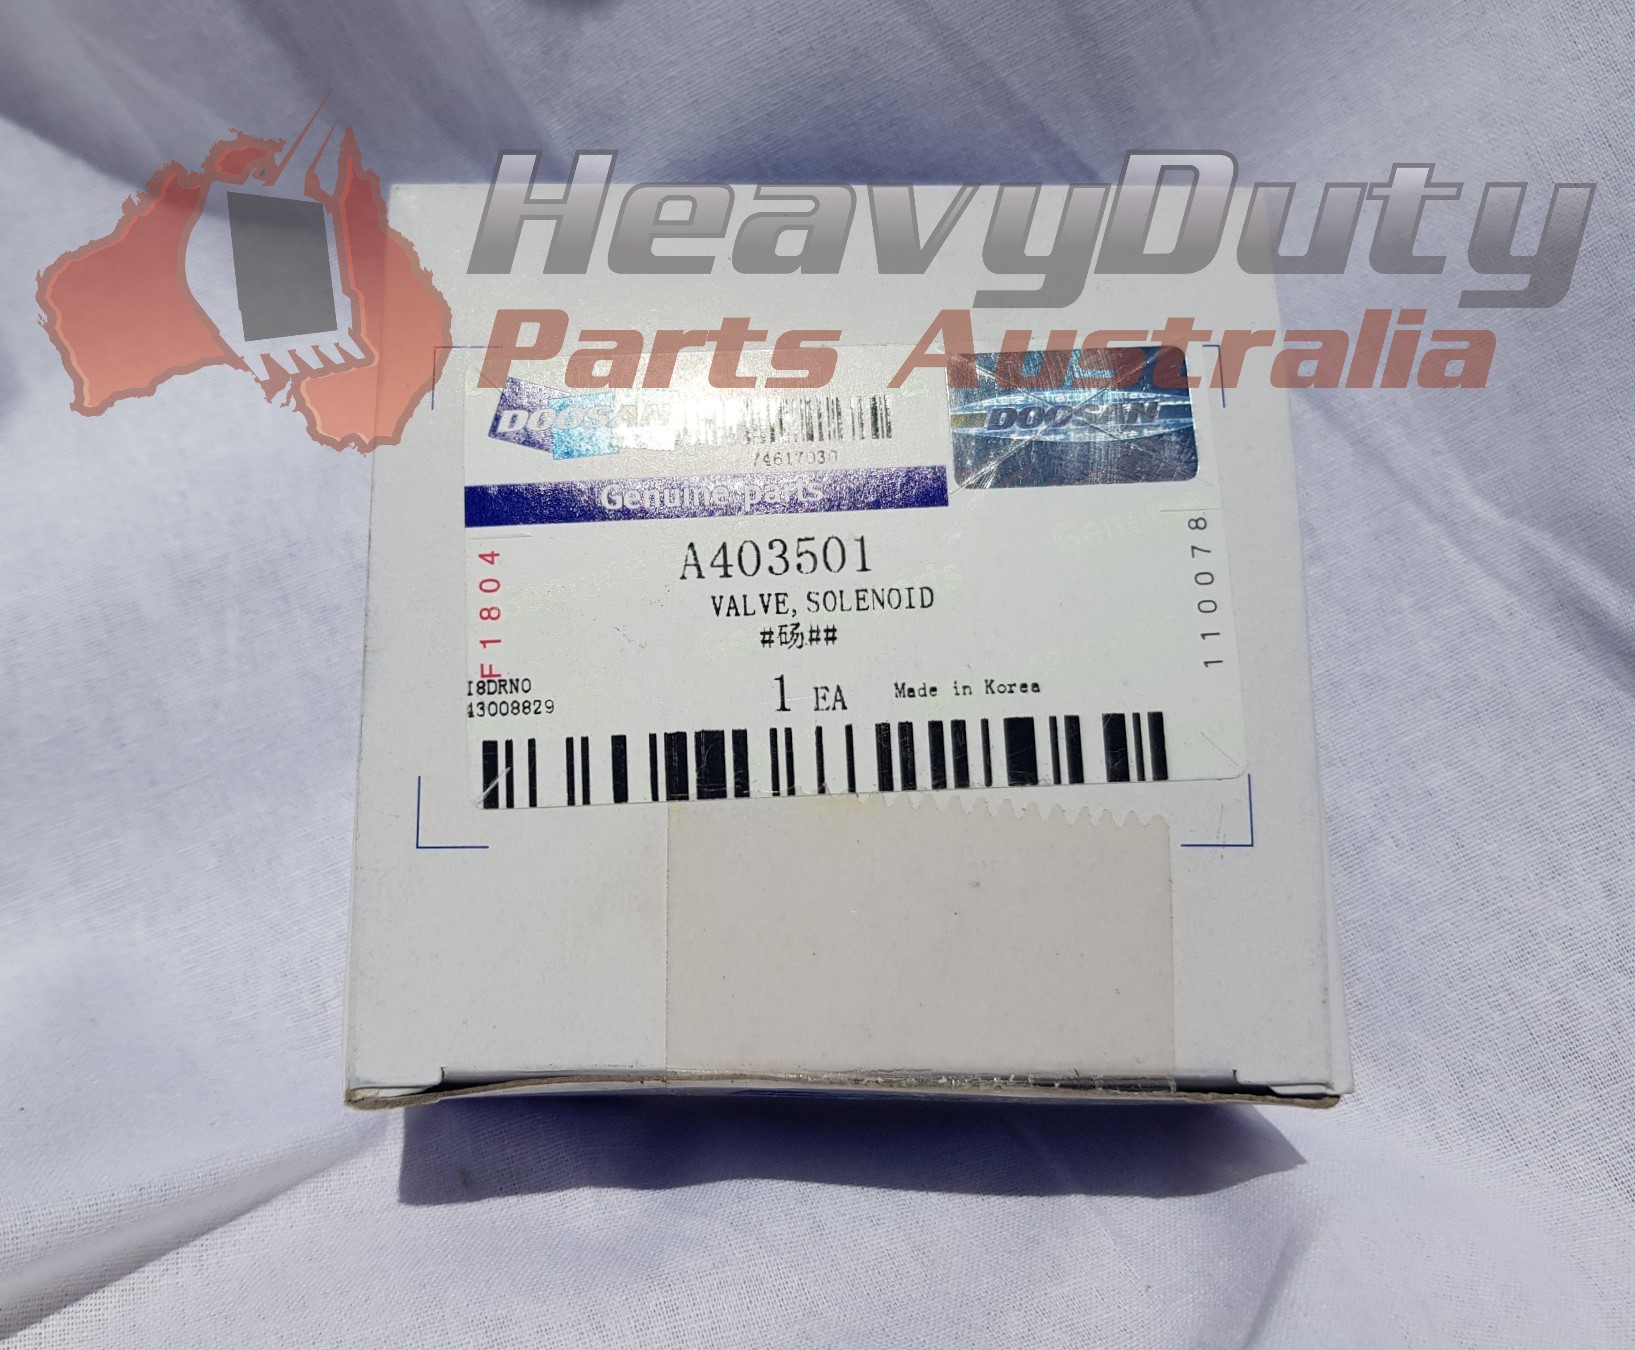 HeavyDuty
Parts Australia
DOOSAN
DOOSAN
74617030
Genuine parts
A403501
VALVE, SOLENOID
#砀##
F1804
110078
I8DRNO
43008829
1 EA
Made in Korea